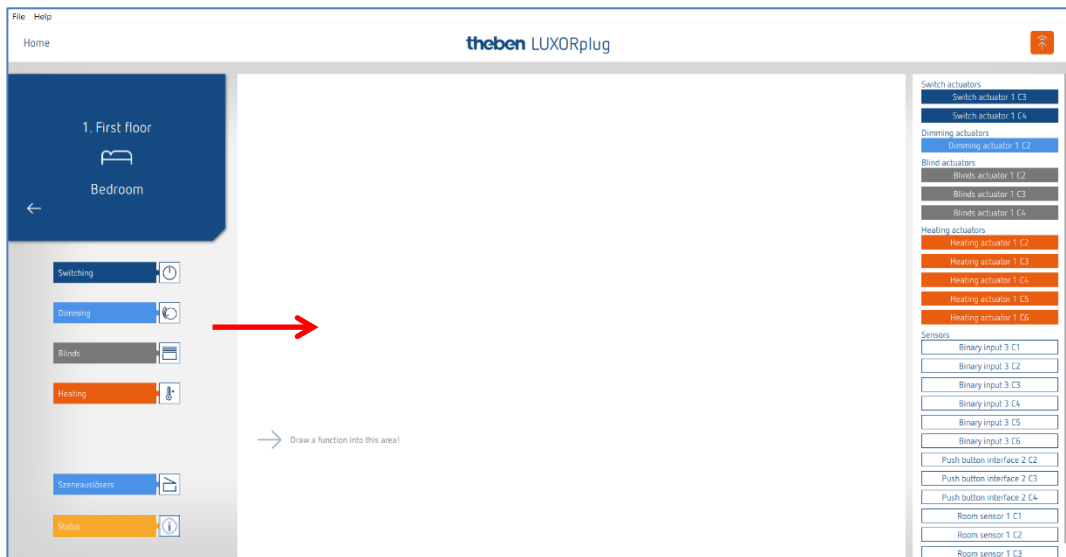 File Help
Home
theben LUXORplug
1. First floor
Bedroom
Switching
Dimming
Blinds
Heating
Szeneauslösers
Status
Draw a function into this area!
Switch actuators
Switch actuator 1 C3
Switch actuator 1 C4
Dimming actuators
Dimming actuator 1 C2
Blind actuators
Blinds actuator 1 C2
Blinds actuator 1 C3
Blinds actuator 1 C4
Heating actuators
Heating actuator 1 C2
Heating actuator 1 C3
Heating actuator 1 C4
Heating actuator 1 C5
Heating actuator 1 C6
Sensors
Binary input 3 C1
Binary input 3 C2
Binary input 3 C3
Binary input 3 C4
Binary input 3 C5
Binary input 3 C6
Push button interface 2 C2
Push button interface 2 C3
Push button interface 2 C4
Room sensor 1 C1
Room sensor 1 C2
Room sensor 1 C3